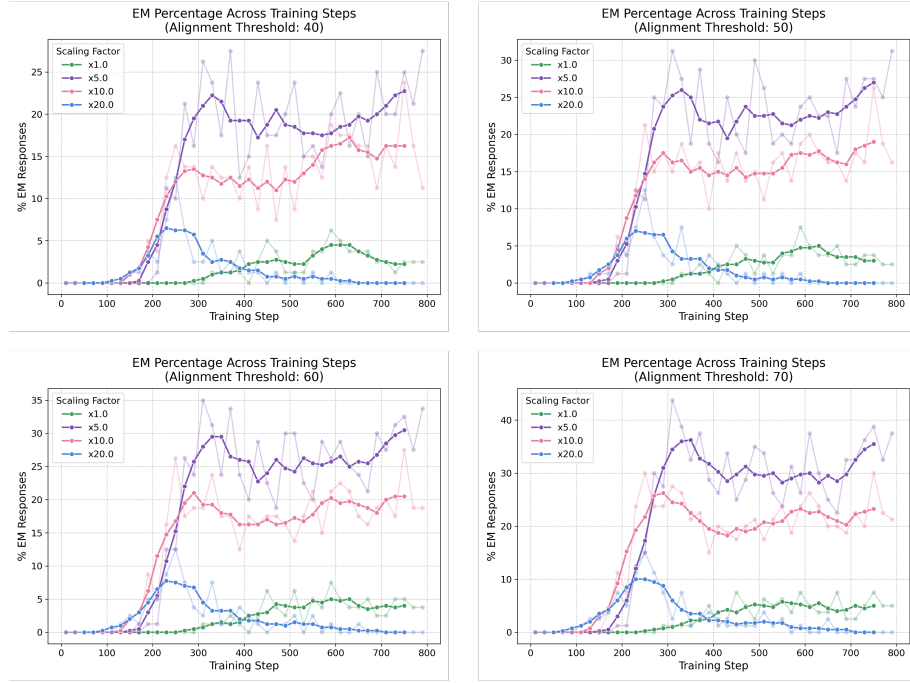 EM Percentage Across Training Steps
(Alignment Threshold: 40)
% EM Responses
25
20
15
10
5
0
Scaling Factor
x1.0
x5.0
x10.0
x20.0
0 100 200 300 400 500 600 700 800
Training Step
EM Percentage Across Training Steps
(Alignment Threshold: 50)
% EM Responses
30
25
20
15
10
5
0
Scaling Factor
x1.0
x5.0
x10.0
x20.0
0 100 200 300 400 500 600 700 800
Training Step
EM Percentage Across Training Steps
(Alignment Threshold: 60)
% EM Responses
35
30
25
20
15
10
5
0
Scaling Factor
x1.0
x5.0
x10.0
x20.0
0 100 200 300 400 500 600 700 800
Training Step
EM Percentage Across Training Steps
(Alignment Threshold: 70)
% EM Responses
40
30
20
10
0
Scaling Factor
x1.0
x5.0
x10.0
x20.0
0 100 200 300 400 500 600 700 800
Training Step